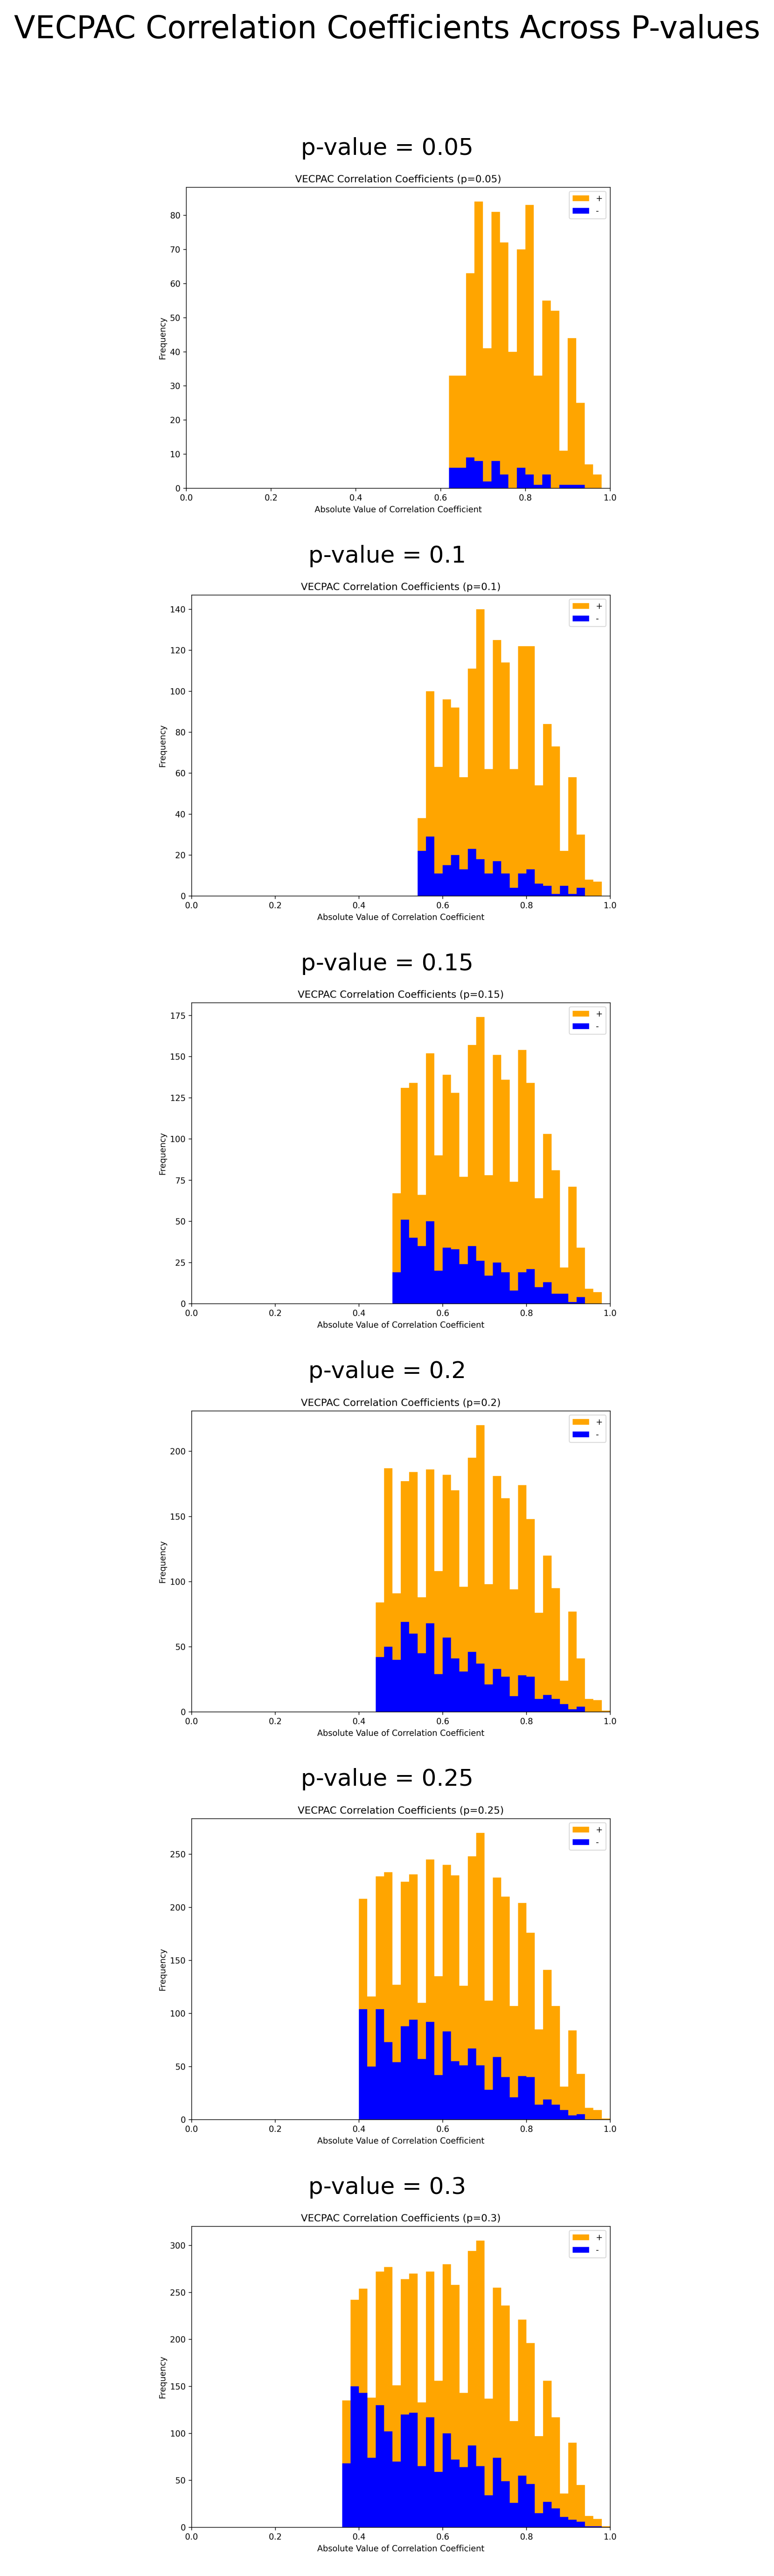 VECPAC Correlation Coefficients Across P-values
p-value = 0.05
VECPAC Correlation Coefficients (p=0.05)
+
-
80
70
60
50
40
30
20
10
0
Frequency
0.0 0.2 0.4 0.6 0.8 1.0
Absolute Value of Correlation Coefficient
p-value = 0.1
VECPAC Correlation Coefficients (p=0.1)
+
-
140
120
100
80
60
40
20
0
Frequency
0.0 0.2 0.4 0.6 0.8 1.0
Absolute Value of Correlation Coefficient
p-value = 0.15
VECPAC Correlation Coefficients (p=0.15)
+
-
175
150
125
100
75
50
25
0
Frequency
0.0 0.2 0.4 0.6 0.8 1.0
Absolute Value of Correlation Coefficient
p-value = 0.2
VECPAC Correlation Coefficients (p=0.2)
+
-
200
150
100
50
0
Frequency
0.0 0.2 0.4 0.6 0.8 1.0
Absolute Value of Correlation Coefficient
p-value = 0.25
VECPAC Correlation Coefficients (p=0.25)
+
-
250
200
150
100
50
0
Frequency
0.0 0.2 0.4 0.6 0.8 1.0
Absolute Value of Correlation Coefficient
p-value = 0.3
VECPAC Correlation Coefficients (p=0.3)
+
-
300
250
200
150
100
50
0
Frequency
0.0 0.2 0.4 0.6 0.8 1.0
Absolute Value of Correlation Coefficient